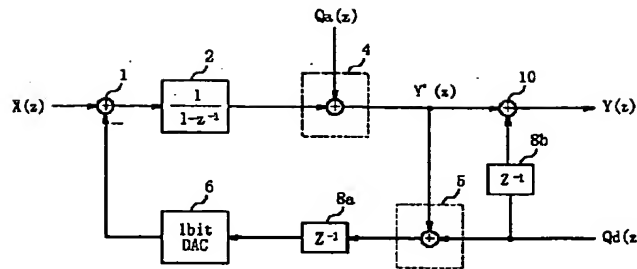 Qa(z)
4
1
2
10
X(z)
1
1-z⁻¹
Y'(z)
Y(z)
−
8b
Z⁻¹
6
8a
5
1bit
DAC
Z⁻¹
Qd(z